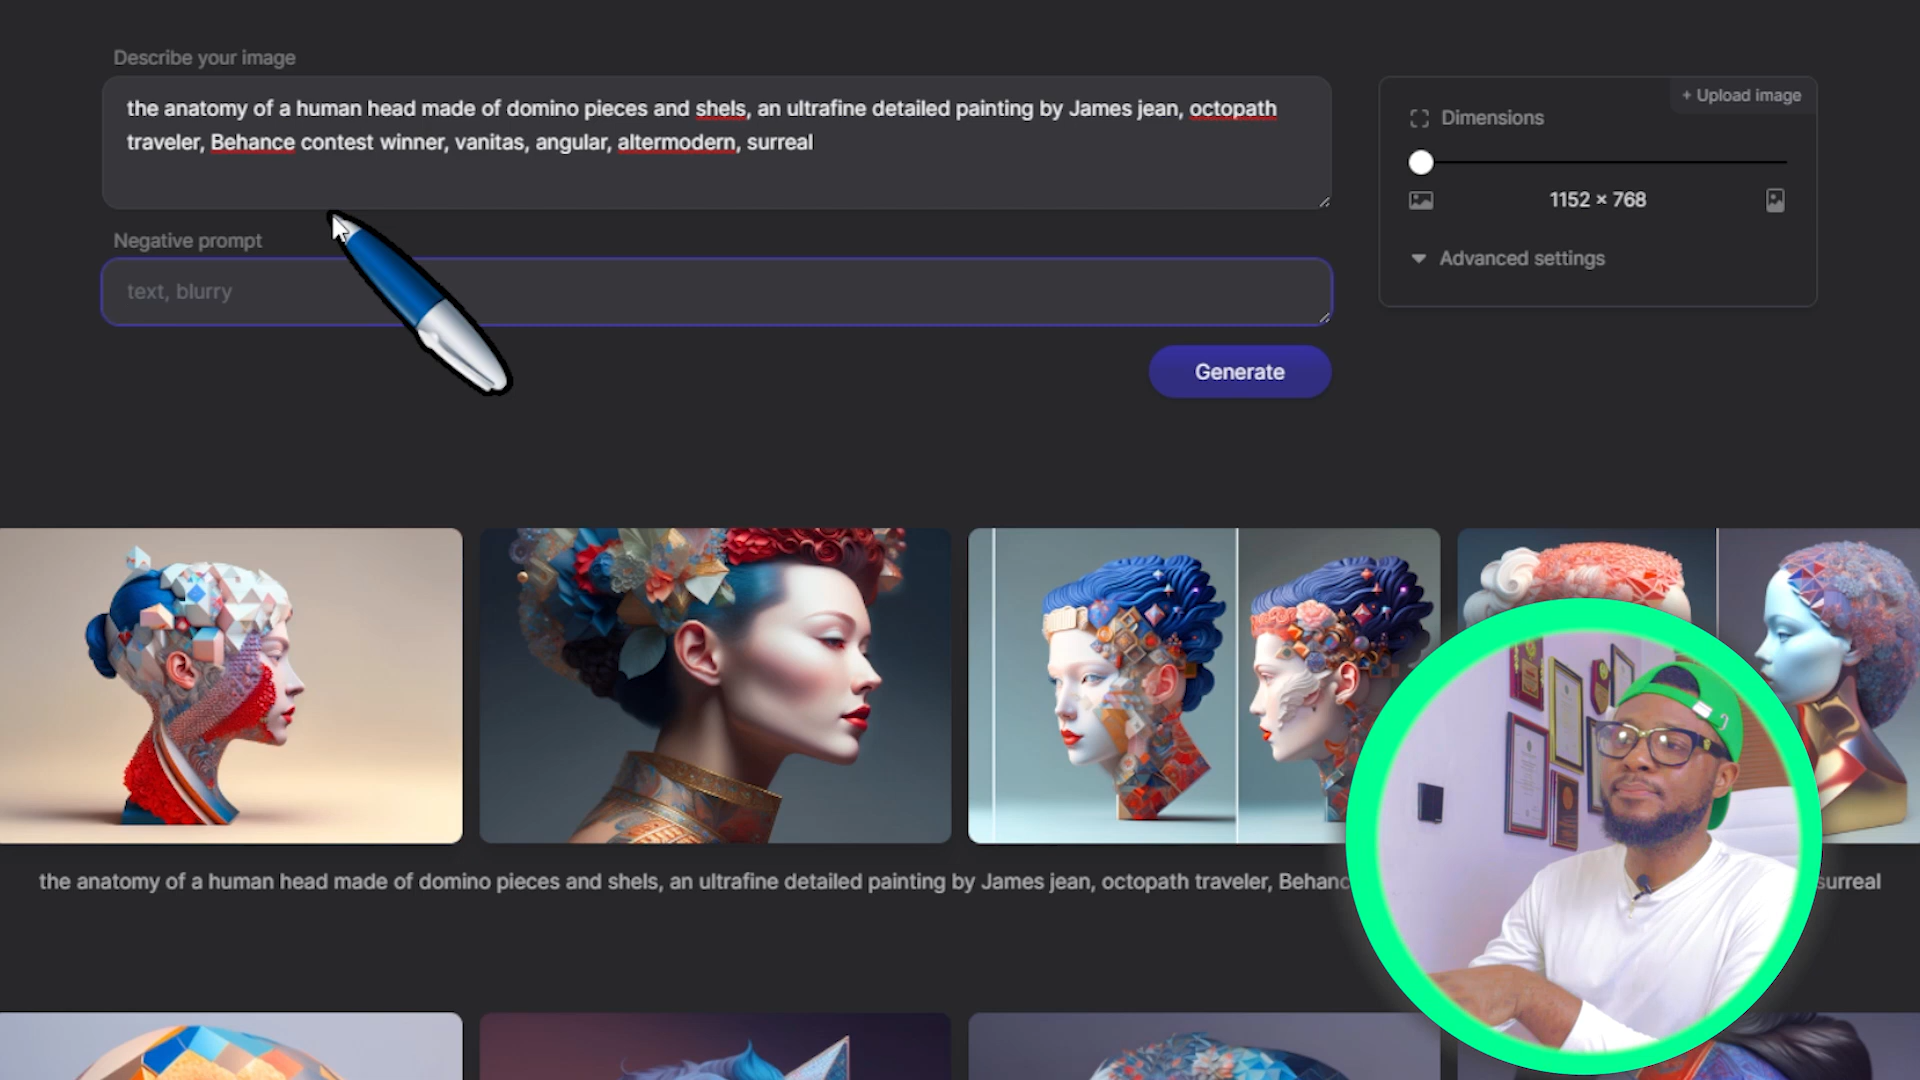 Describe your image
the anatomy of a human head made of domino pieces and shels, an ultrafine detailed painting by James jean, octopath
traveler, Behance contest winner, vanitas, angular, altermodern, surreal
+ Upload image
Dimensions
1152 × 768
Advanced settings
Negative prompt
text, blurry
Generate
the anatomy of a human head made of domino pieces and shels, an ultrafine detailed painting by James jean, octopath traveler, surreal